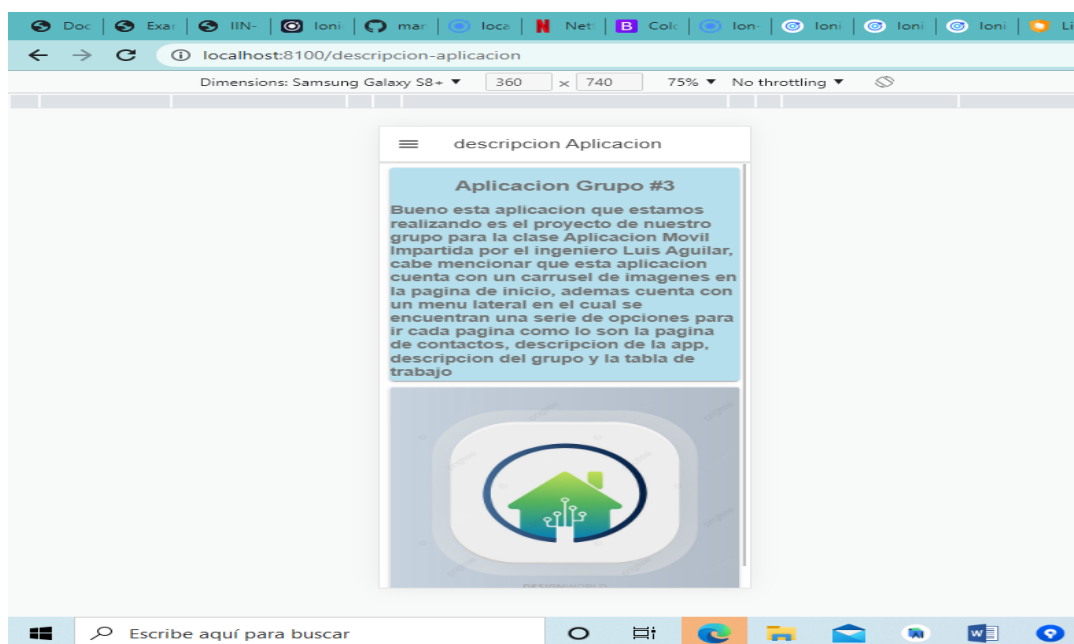 Doc Exar IIN- Ioni mar loca Net Colc Ion- Ioni Ioni Ioni Li
localhost:8100/descripcion-aplicacion
Dimensions: Samsung Galaxy S8+ 360 x 740 75% No throttling
descripcion Aplicacion
Aplicacion Grupo #3
Bueno esta aplicacion que estamos
realizando es el proyecto de nuestro
grupo para la clase Aplicacion Movil
Impartida por el ingeniero Luis Aguilar,
cabe mencionar que esta aplicacion
cuenta con un carrusel de imagenes en
la pagina de inicio, ademas cuenta con
un menu lateral en el cual se
encuentran una serie de opciones para
ir cada pagina como lo son la pagina
de contactos, descripcion de la app,
descripcion del grupo y la tabla de
trabajo
Escribe aquí para buscar